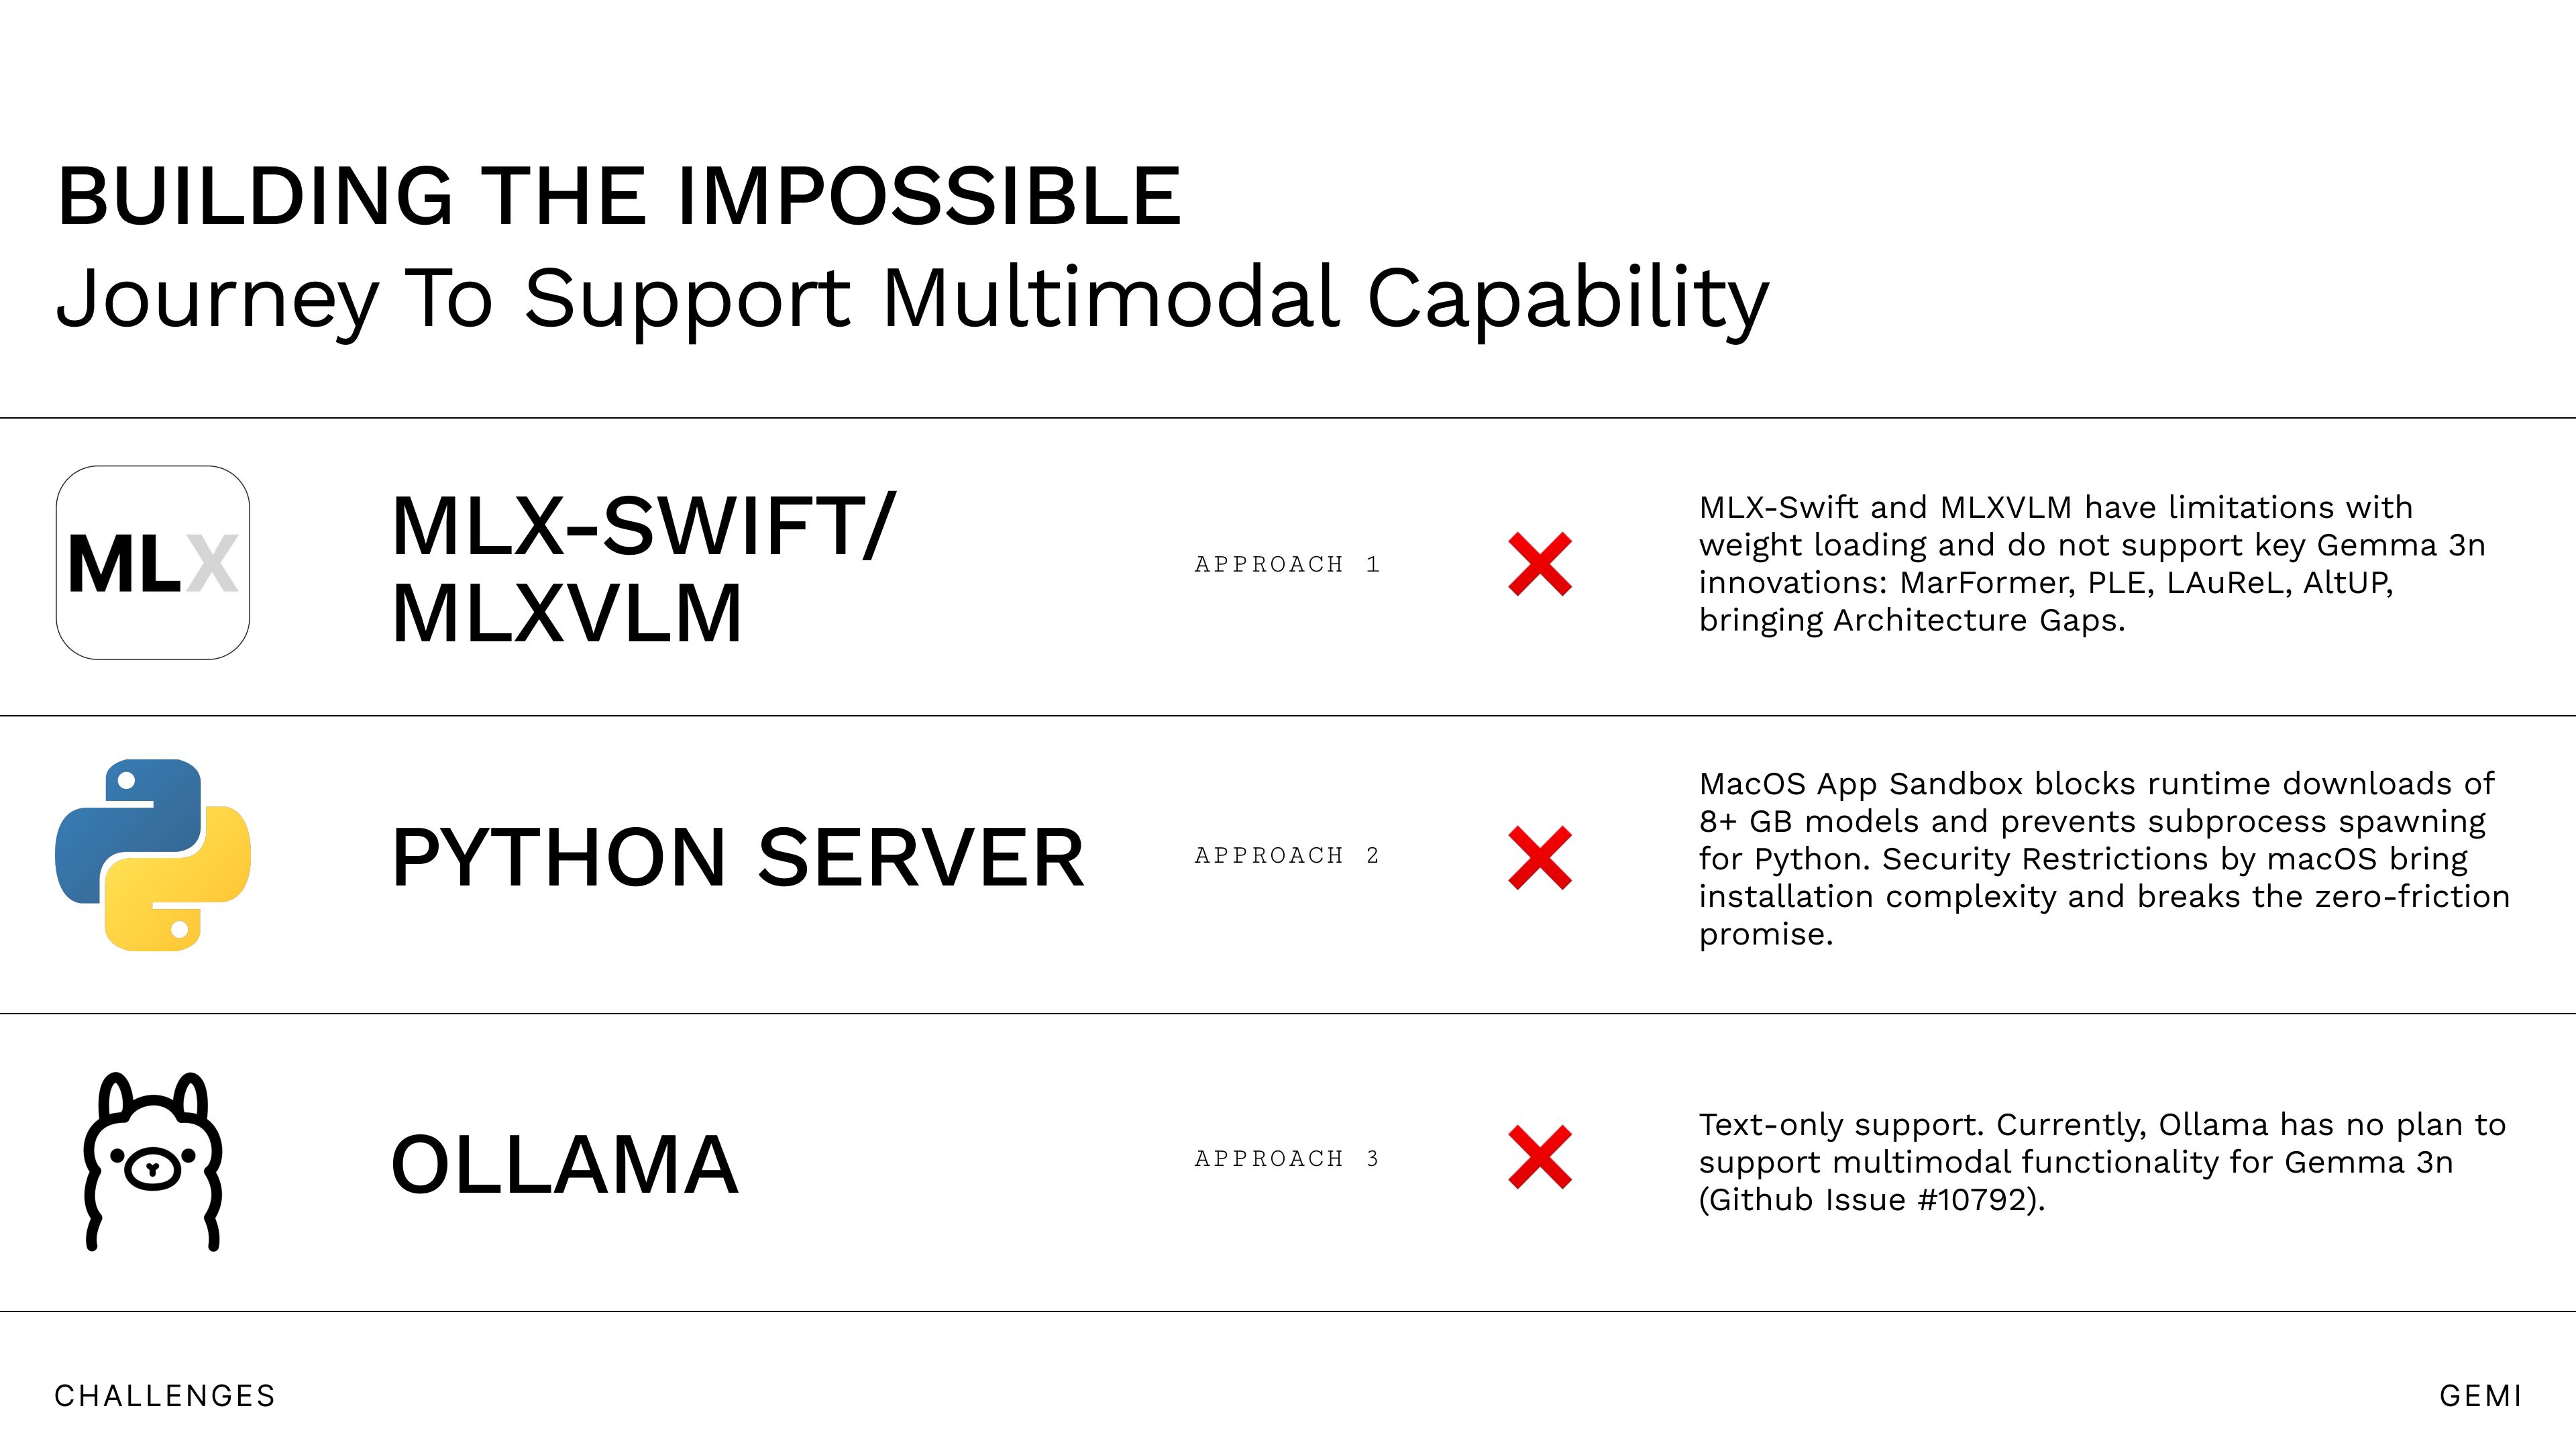 BUILDING THE IMPOSSIBLE
Journey To Support Multimodal Capability
MLX
MLX-SWIFT/
MLXVLM
APPROACH 1
MLX-Swift and MLXVLM have limitations with
weight loading and do not support key Gemma 3n
innovations: MarFormer, PLE, LAuReL, AltUP,
bringing Architecture Gaps.
PYTHON SERVER
APPROACH 2
MacOS App Sandbox blocks runtime downloads of
8+ GB models and prevents subprocess spawning
for Python. Security Restrictions by macOS bring
installation complexity and breaks the zero-friction
promise.
OLLAMA
APPROACH 3
Text-only support. Currently, Ollama has no plan to
support multimodal functionality for Gemma 3n
(Github Issue #10792).
CHALLENGES
GEMI